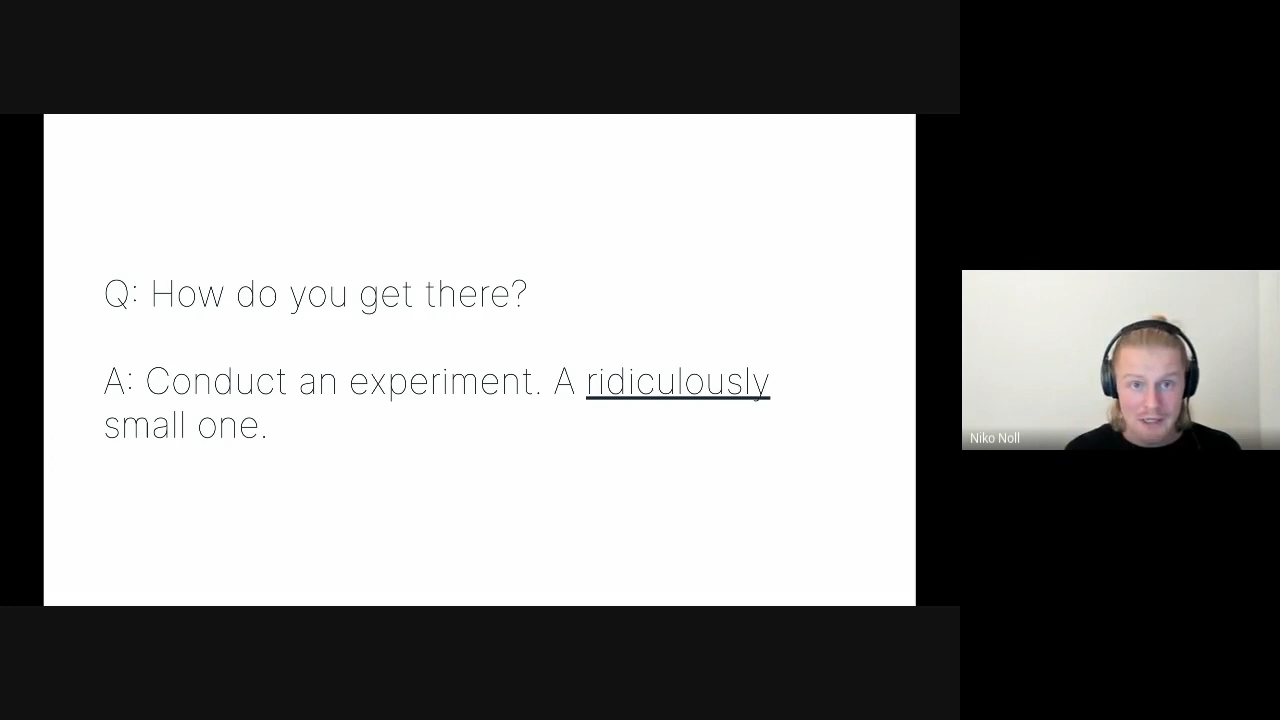 Q: How do you get there?
A: Conduct an experiment. A ridiculously
small one.
Niko Noll